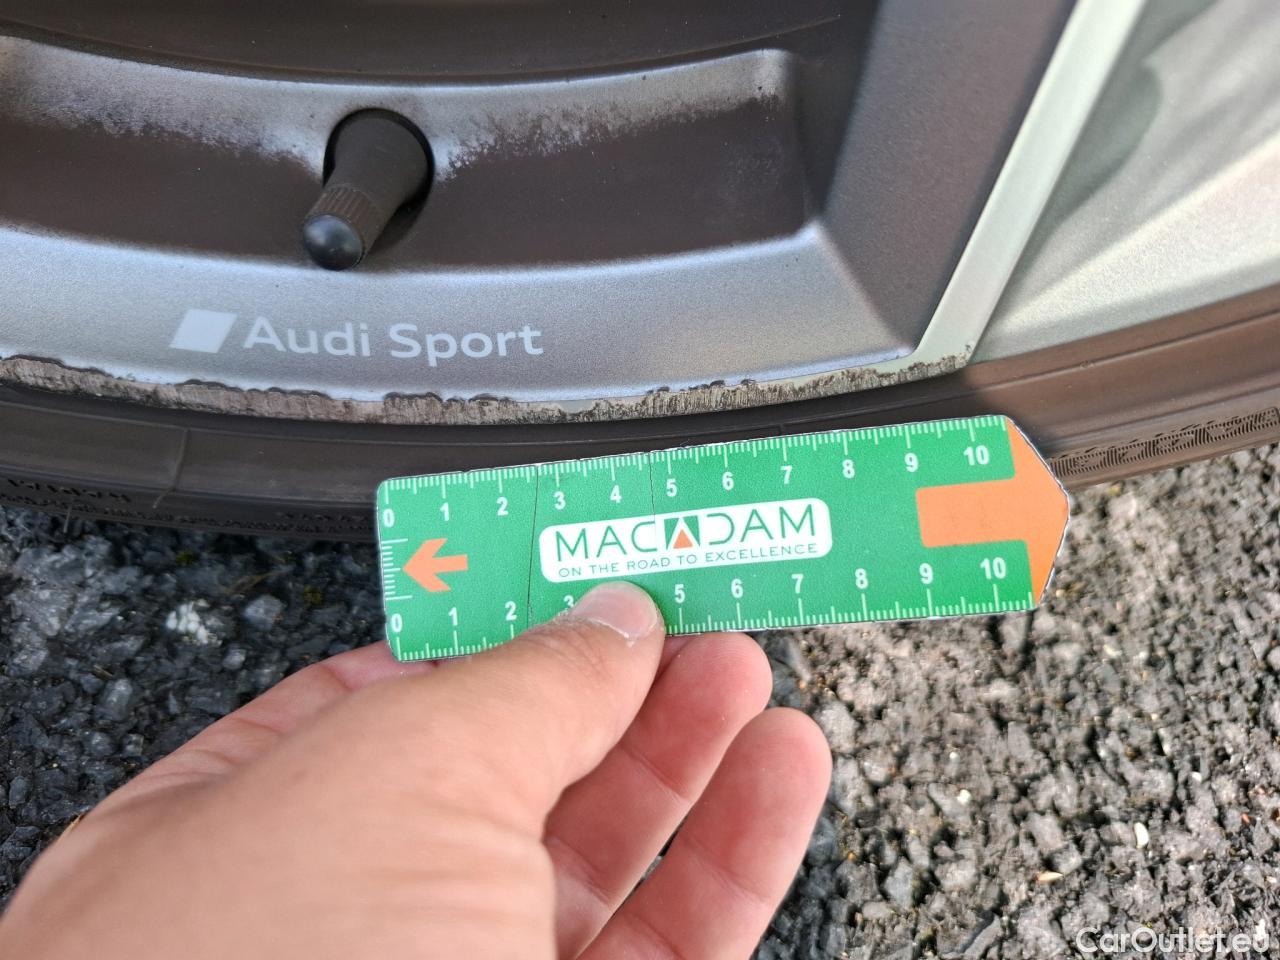 Audi Sport
0 1 2 3 4 5 6 7 8 9 10
MACADAM
ON THE ROAD TO EXCELLENCE
0 1 2 3 5 6 7 8 9 10
CarOutlet.eu